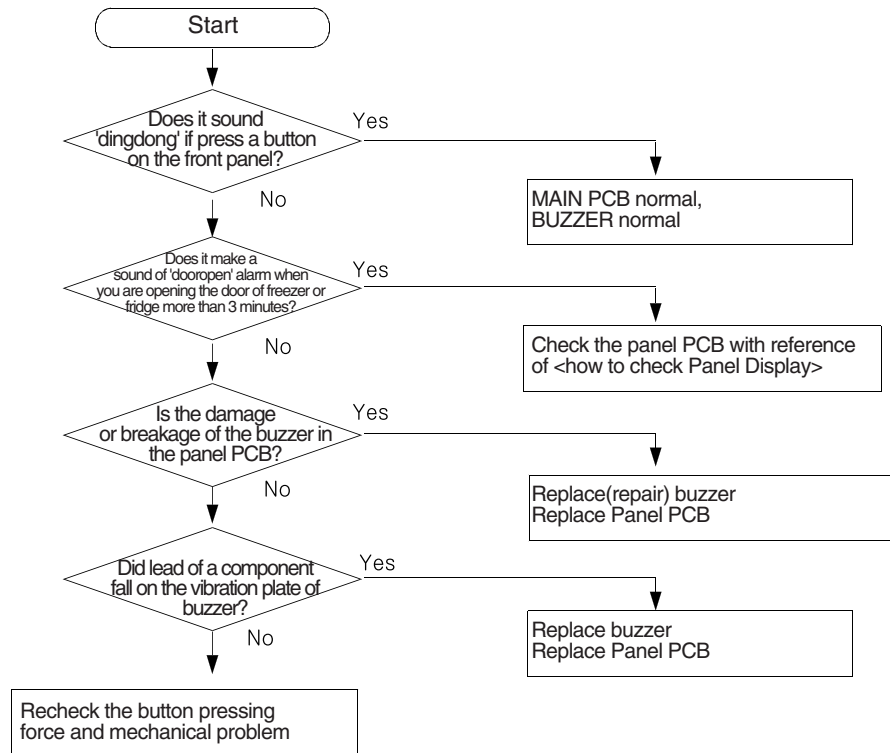 Start
Does it sound
'dingdong' if press a button
on the front panel?
Yes
No
MAIN PCB normal,
BUZZER normal
Does it make a
sound of 'dooropen' alarm when
you are opening the door of freezer or
fridge more than 3 minutes?
Yes
No
Check the panel PCB with reference
of <how to check Panel Display>
Is the damage
or breakage of the buzzer in
the panel PCB?
Yes
No
Replace(repair) buzzer
Replace Panel PCB
Did lead of a component
fall on the vibration plate of
buzzer?
Yes
No
Replace buzzer
Replace Panel PCB
Recheck the button pressing
force and mechanical problem